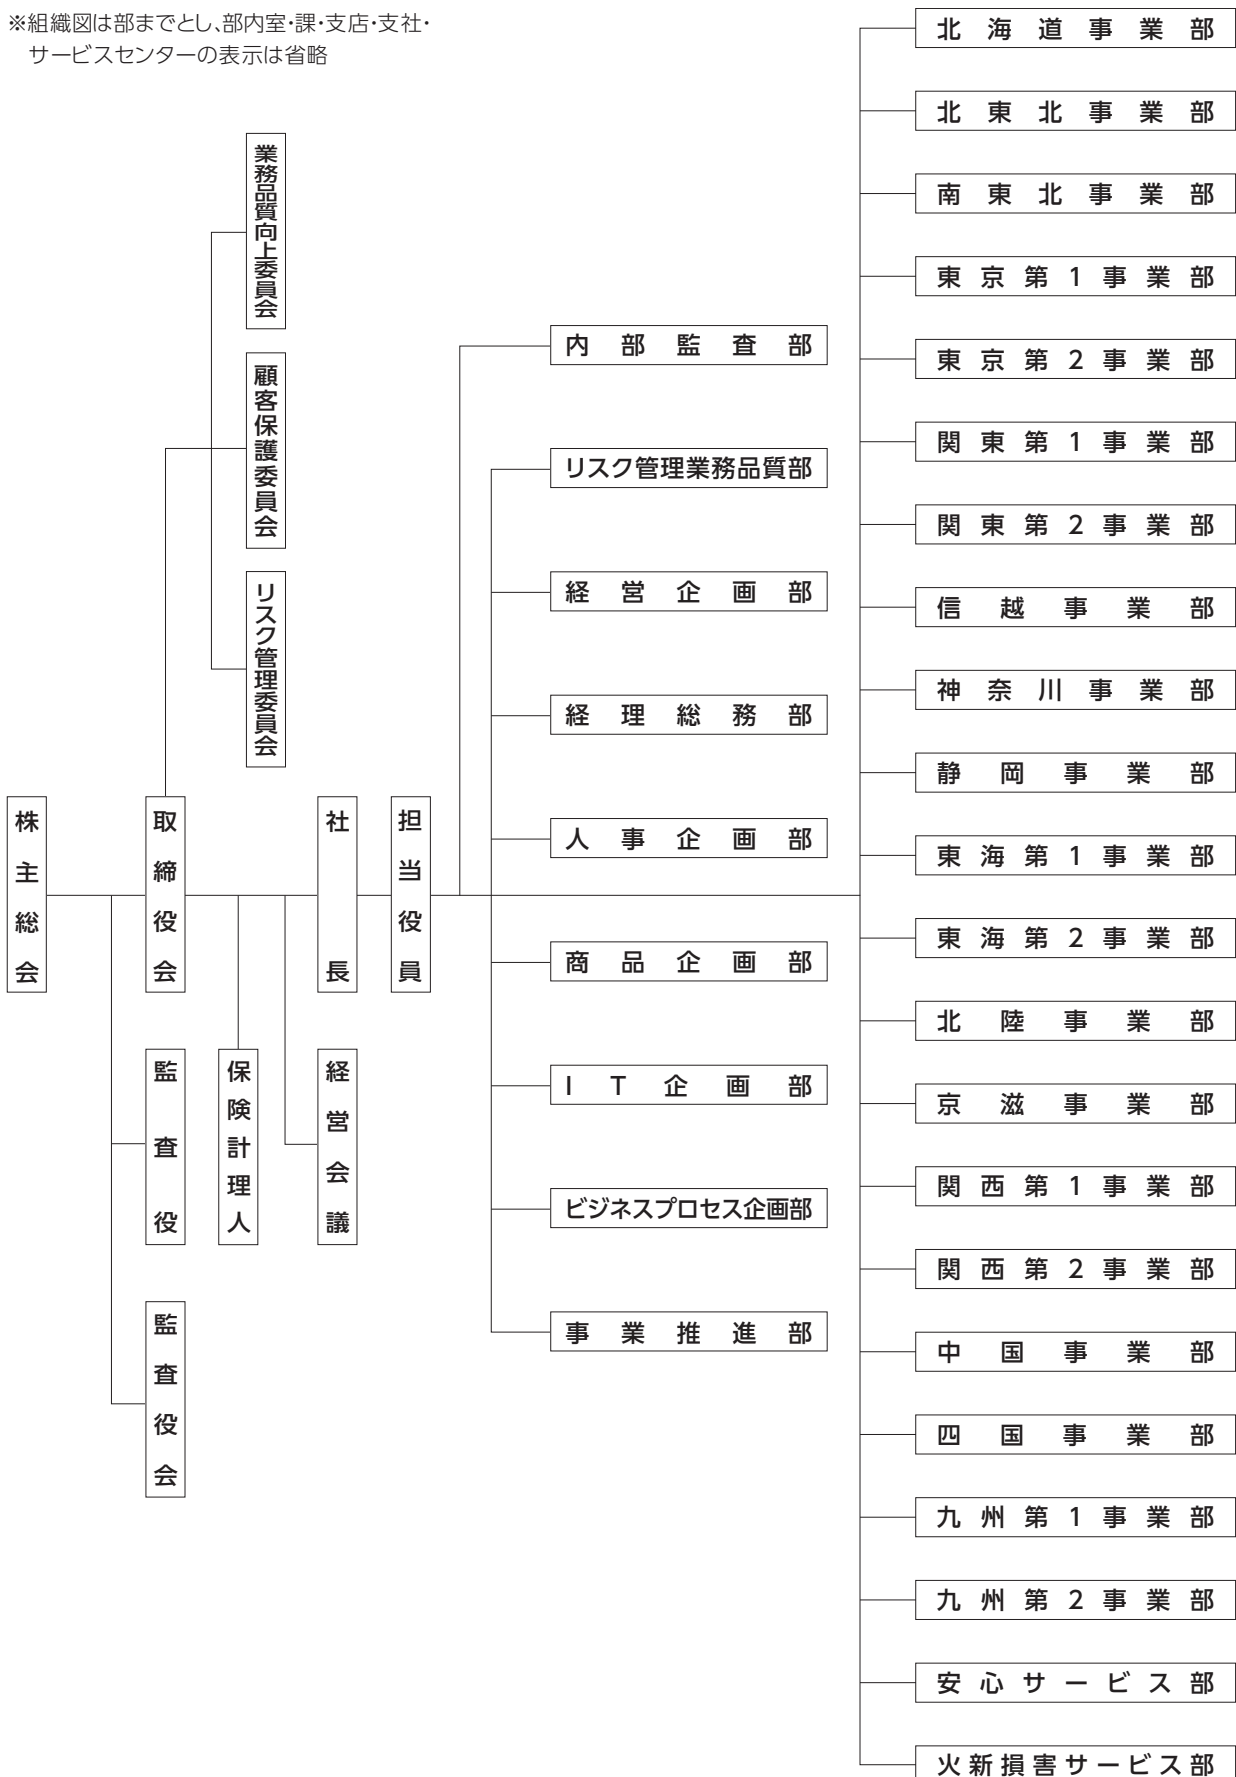 ※組織図は部までとし、部内室・課・支店・支社・
サービスセンターの表示は省略
株主総会
取締役会
監査役
監査役会
業務品質向上委員会
顧客保護委員会
リスク管理委員会
保険計理人
社長
経営会議
担当役員
内部監査部
リスク管理業務品質部
経営企画部
経理総務部
人事企画部
商品企画部
IT企画部
ビジネスプロセス企画部
事業推進部
北海道事業部
北東北事業部
南東北事業部
東京第1事業部
東京第2事業部
関東第1事業部
関東第2事業部
信越事業部
神奈川事業部
静岡事業部
東海第1事業部
東海第2事業部
北陸事業部
京滋事業部
関西第1事業部
関西第2事業部
中国事業部
四国事業部
九州第1事業部
九州第2事業部
安心サービス部
火新損害サービス部